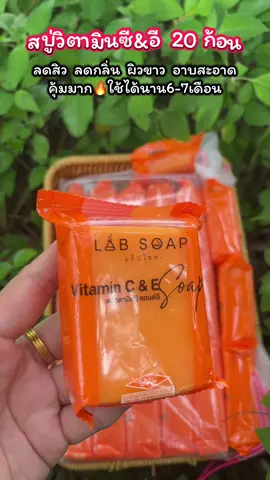 สบู่วิตามินซี&อี 20 ก้อน
ลดสิว ลดกลิ่น ผิวขาว อาบสะอาด
คุ้มมาก🔥ใช้ได้นาน6-7เดือน
LAB SOAP
Vitamin C & E
Soap